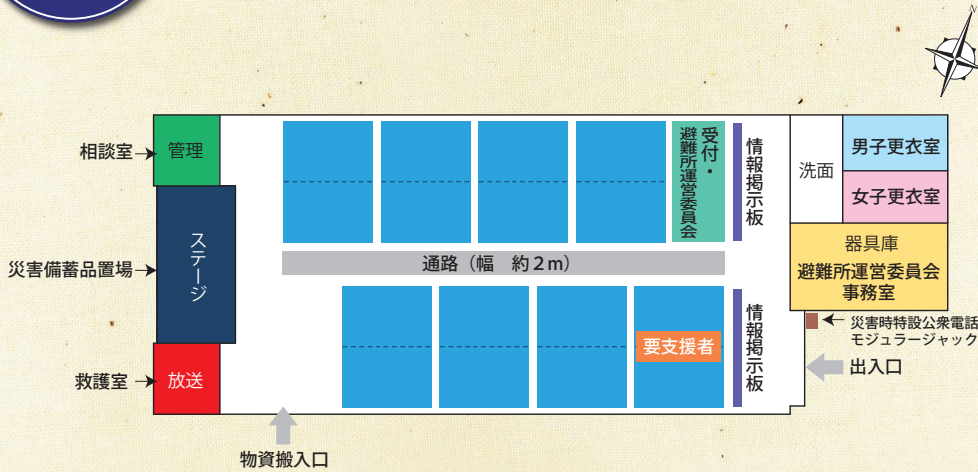 N
相談室
管理
ステージ
災害備蓄品置場
放送
救護室
受付・
避難所運営委員会
情報掲示板
洗面
男子更衣室
女子更衣室
器具庫
避難所運営委員会
事務室
通路（幅　約2m）
要支援者
情報掲示板
災害時特設公衆電話
モジュラージャック
出入口
物資搬入口